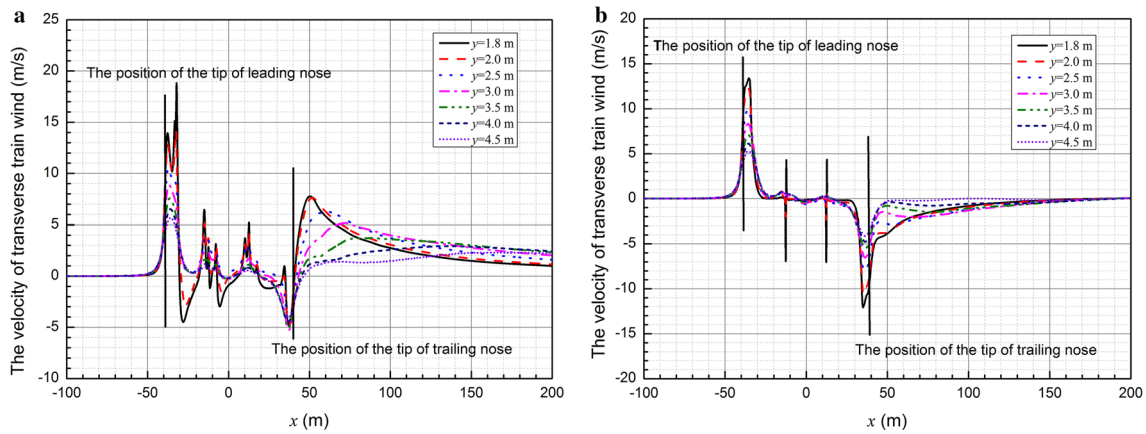 a
The velocity of transverse train wind (m/s)
25
20
15
10
5
0
-5
-10
-100
-50
0
50
100
150
200
x (m)
The position of the tip of leading nose
The position of the tip of trailing nose
y=1.8 m
y=2.0 m
y=2.5 m
y=3.0 m
y=3.5 m
y=4.0 m
y=4.5 m
b
The velocity of transverse train wind (m/s)
20
15
10
5
0
-5
-10
-15
-20
-100
-50
0
50
100
150
200
x (m)
The position of the tip of leading nose
The position of the tip of trailing nose
y=1.8 m
y=2.0 m
y=2.5 m
y=3.0 m
y=3.5 m
y=4.0 m
y=4.5 m